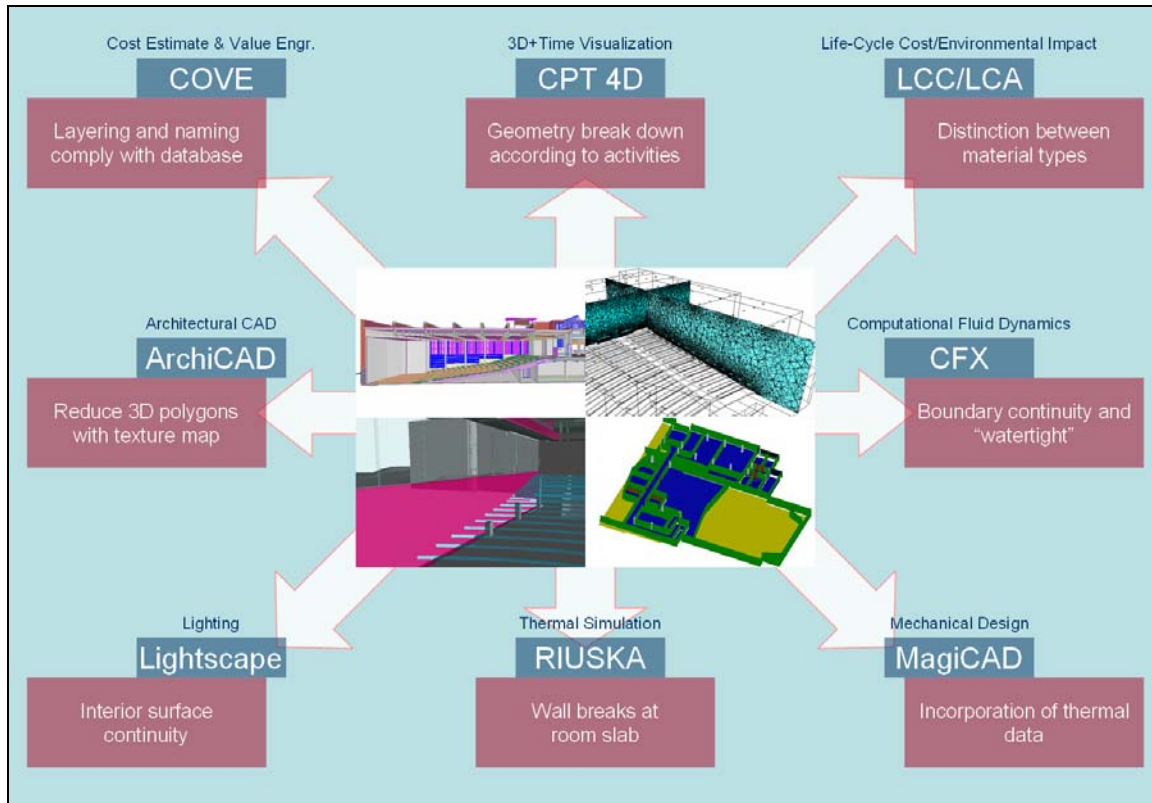 Cost Estimate & Value Engr.
COVE
Layering and naming
comply with database
3D+Time Visualization
CPT 4D
Geometry break down
according to activities
Life-Cycle Cost/Environmental Impact
LCC/LCA
Distinction between
material types
Architectural CAD
ArchiCAD
Reduce 3D polygons
with texture map
Computational Fluid Dynamics
CFX
Boundary continuity and
“watertight”
Lighting
Lightscape
Interior surface
continuity
Thermal Simulation
RIUSKA
Wall breaks at
room slab
Mechanical Design
MagiCAD
Incorporation of thermal
data